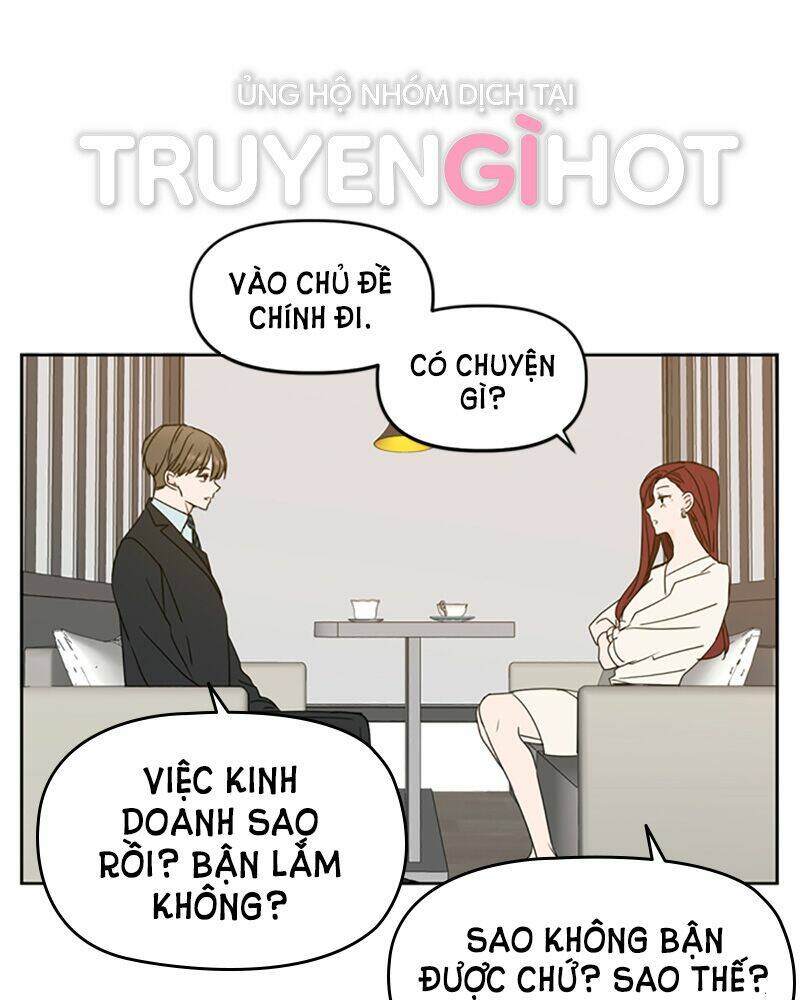 ỦNG HỘ NHÓM DỊCH TẠI
TRUYENGÌHOT
VÀO CHỦ ĐỀ
CHÍNH ĐI.
CÓ CHUYỆN
GÌ?
VIỆC KINH
DOANH SAO
RỒI? BẬN LẮM
KHÔNG?
SAO KHÔNG BẬN
ĐƯỢC CHỨ? SAO THẾ?